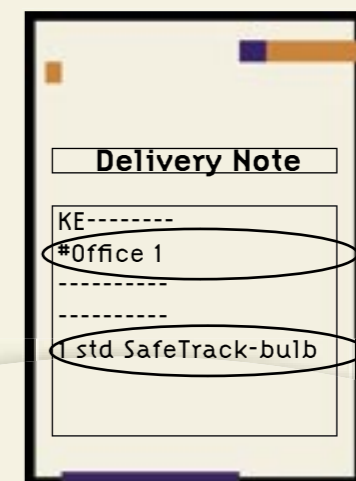 Delivery Note
KE--------
#Office 1
----------
----------
1 std SafeTrack-bulb